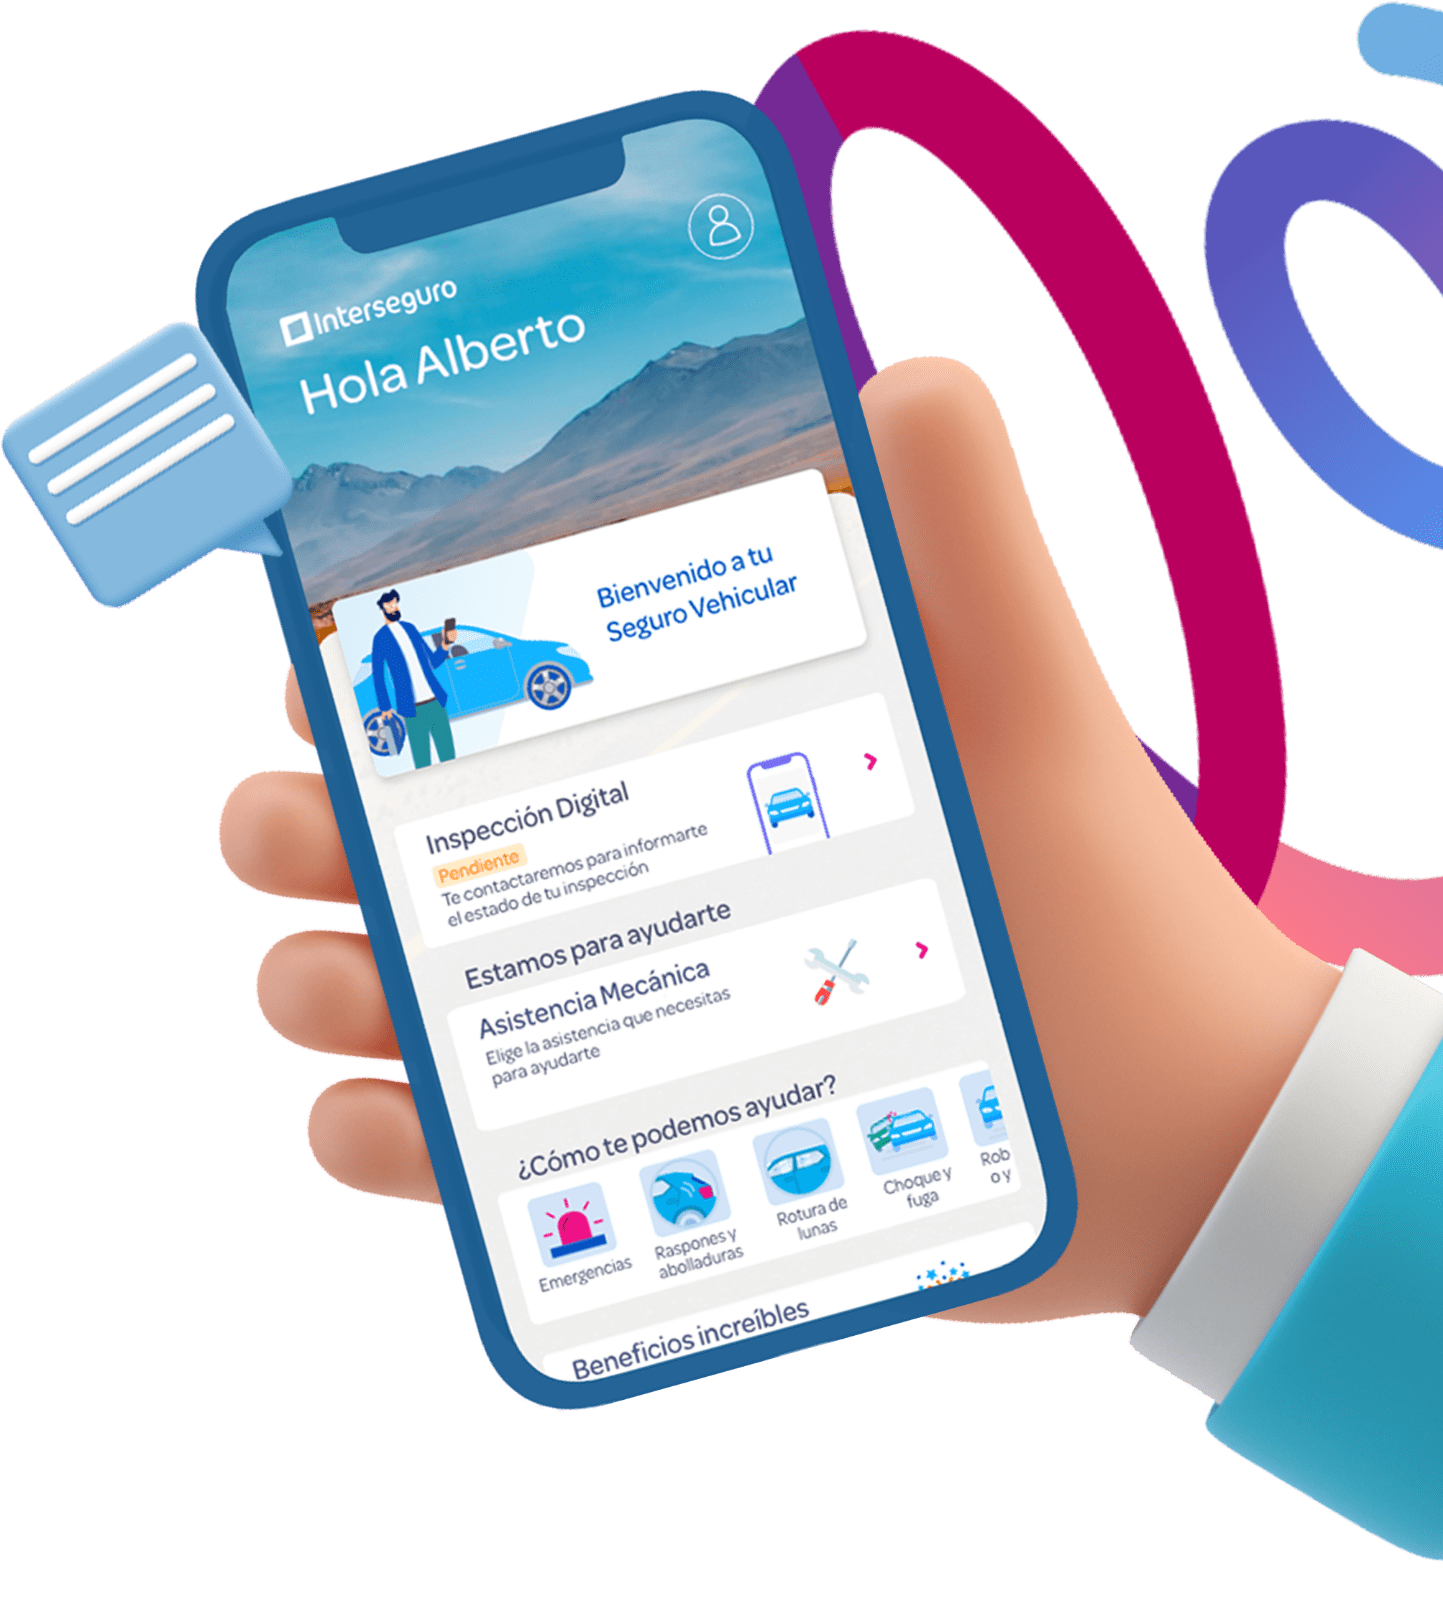 Interseguro
Hola Alberto
Bienvenido a tu
Seguro Vehicular
Inspección Digital
Pendiente
Te contactaremos para informarte
el estado de tu inspección
Estamos para ayudarte
Asistencia Mecánica
Elige la asistencia que necesitas
para ayudarte
¿Cómo te podemos ayudar?
Emergencias
Raspones y
abolladuras
Rotura de
lunas
Choque y
fuga
Rob
o y
Beneficios increíbles